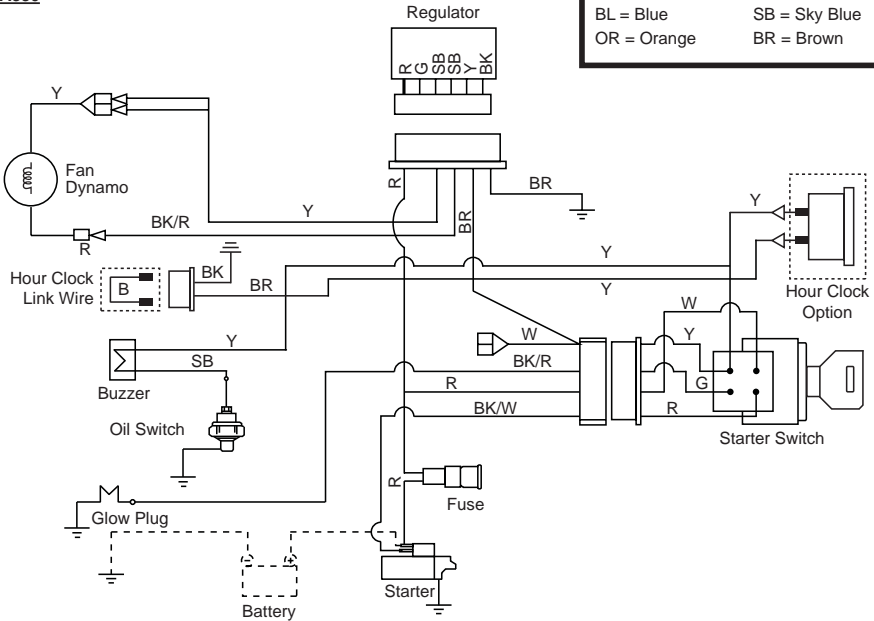 Regulator
BL = Blue SB = Sky Blue
OR = Orange BR = Brown
R
G
SB
SB
Y
BK
Y
Fan
Dynamo
R
BR
BR
Y
BK/R
R
Y
Hour Clock
Option
Hour Clock
Link Wire
B
BK
BR
Y
Y
W
Y
SB
Buzzer
W
Y
BK/R
R
G
BK/W
R
Starter Switch
Oil Switch
R
Fuse
Glow Plug
Battery
Starter